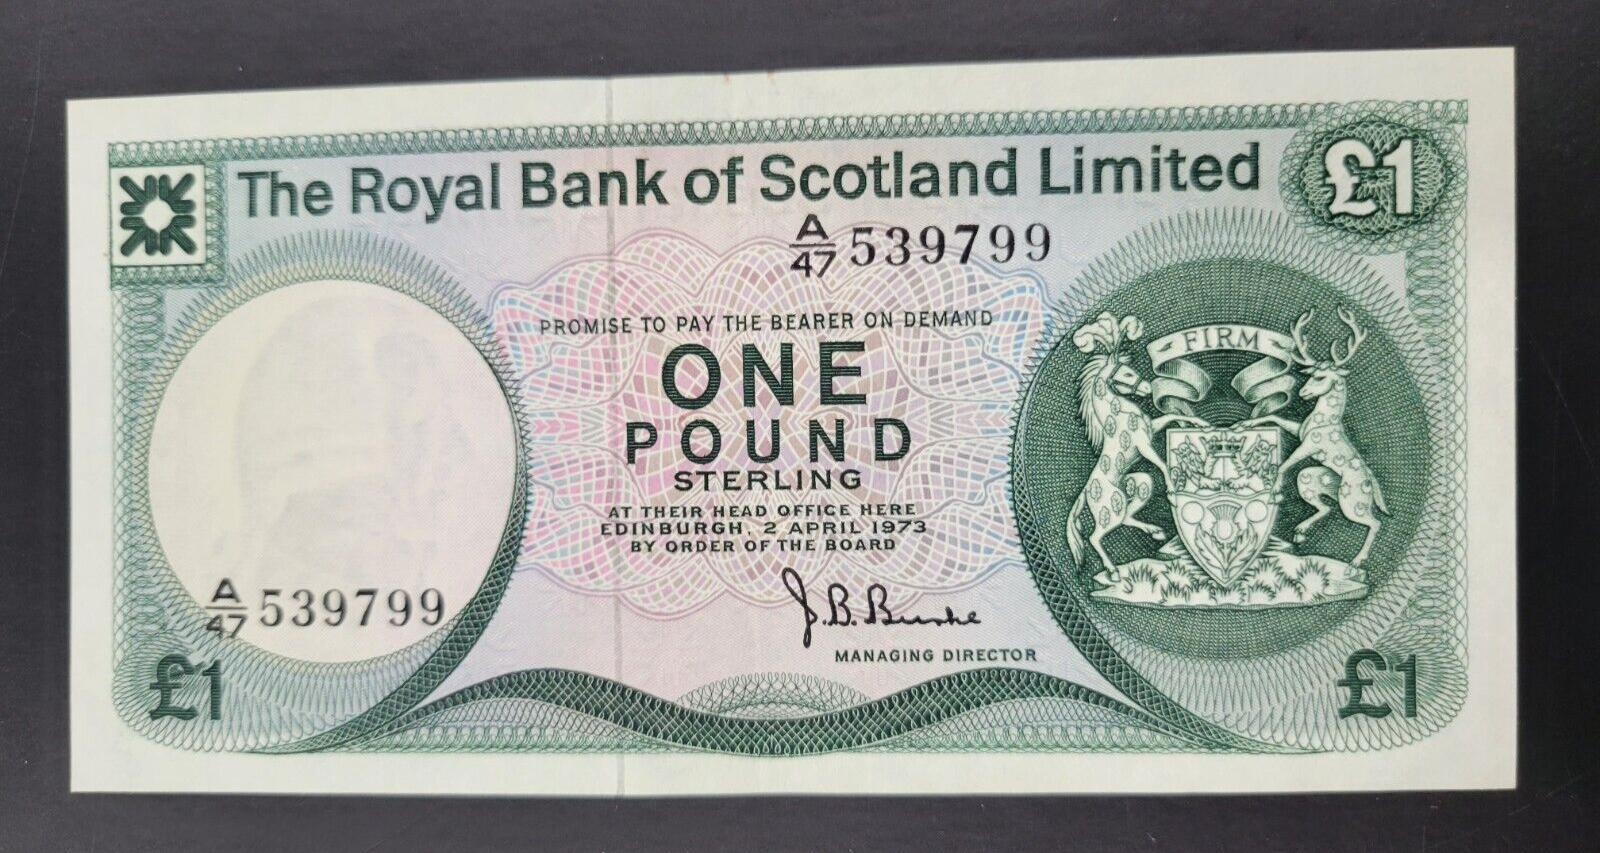 The Royal Bank of Scotland Limited
£1
A/47 539799
PROMISE TO PAY THE BEARER ON DEMAND
FIRM
ONE
POUND
STERLING
AT THEIR HEAD OFFICE HERE
EDINBURGH, 2 APRIL 1973
BY ORDER OF THE BOARD
A/47 539799
J.B. Burke
MANAGING DIRECTOR
£1
£1